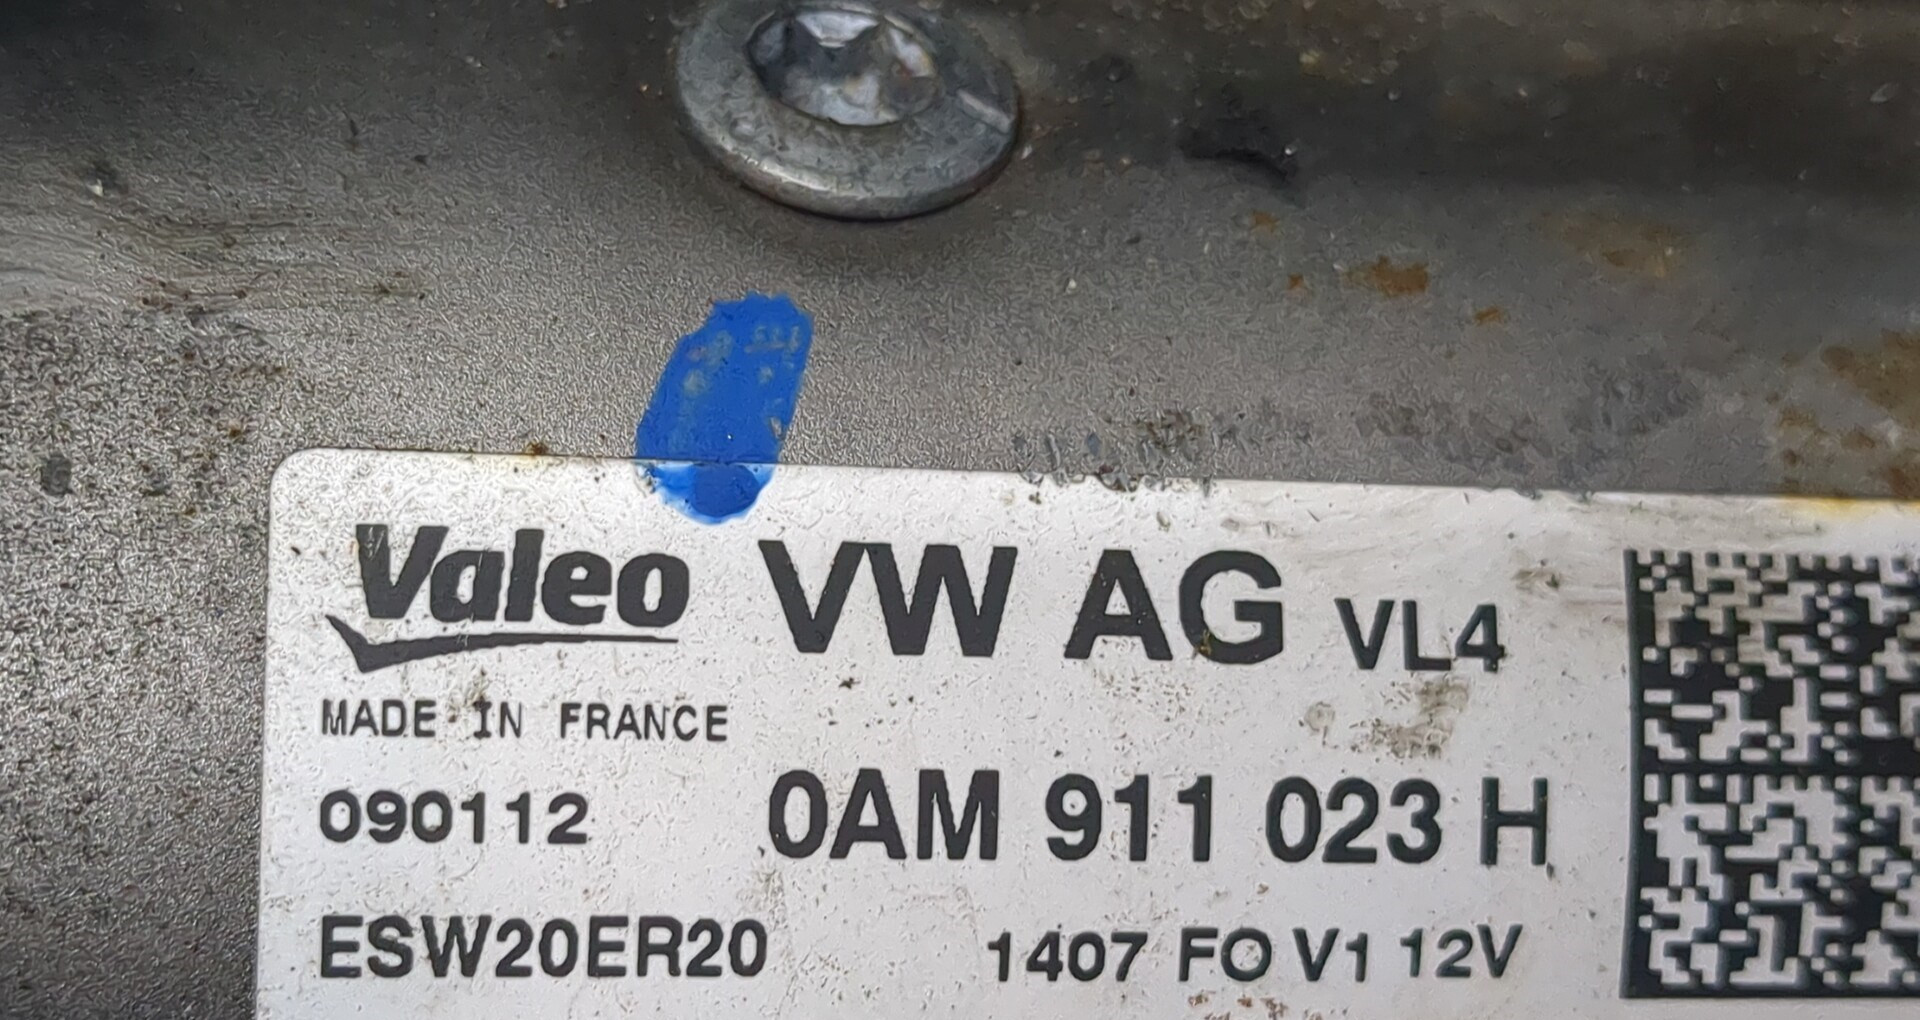 Valeo VW AG VL4
MADE IN FRANCE
090112 0AM 911 023 H
ESW20ER20 1407 FO V1 12V